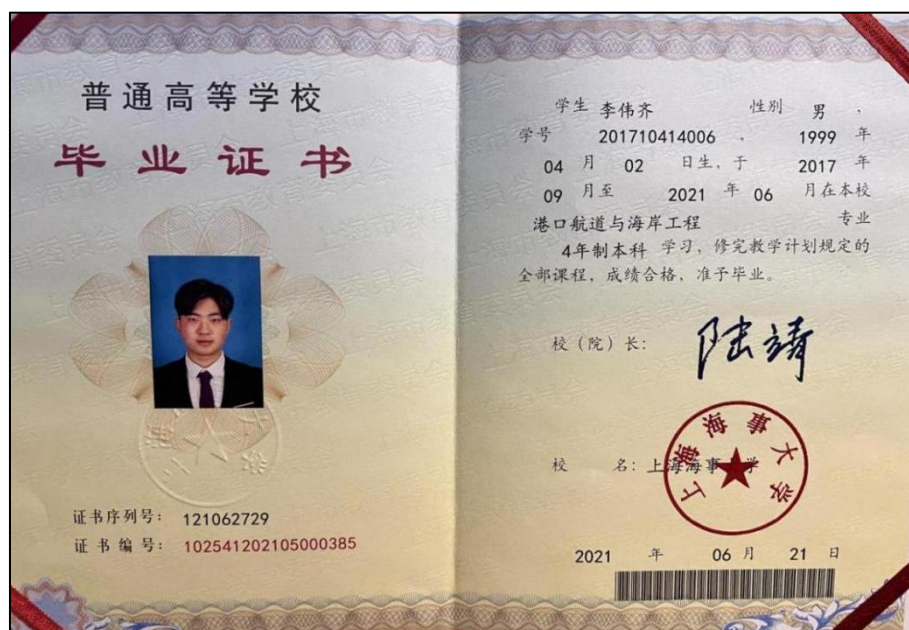 普通高等学校
毕业证书
证书序列号： 121062729
证书编号： 102541202105000385
学生 李伟齐 性别 男 ，
学号 201710414006 ， 1999 年
04 月 02 日生，于 2017 年
09 月至 2021 年 06 月在本校
港口航道与海岸工程 专业
4年制本科 学习，修完教学计划规定的
全部课程，成绩合格，准予毕业。
校（院）长： 陆靖
校 名：上海海事大学
上海海事大学
2021 年 06 月 21 日